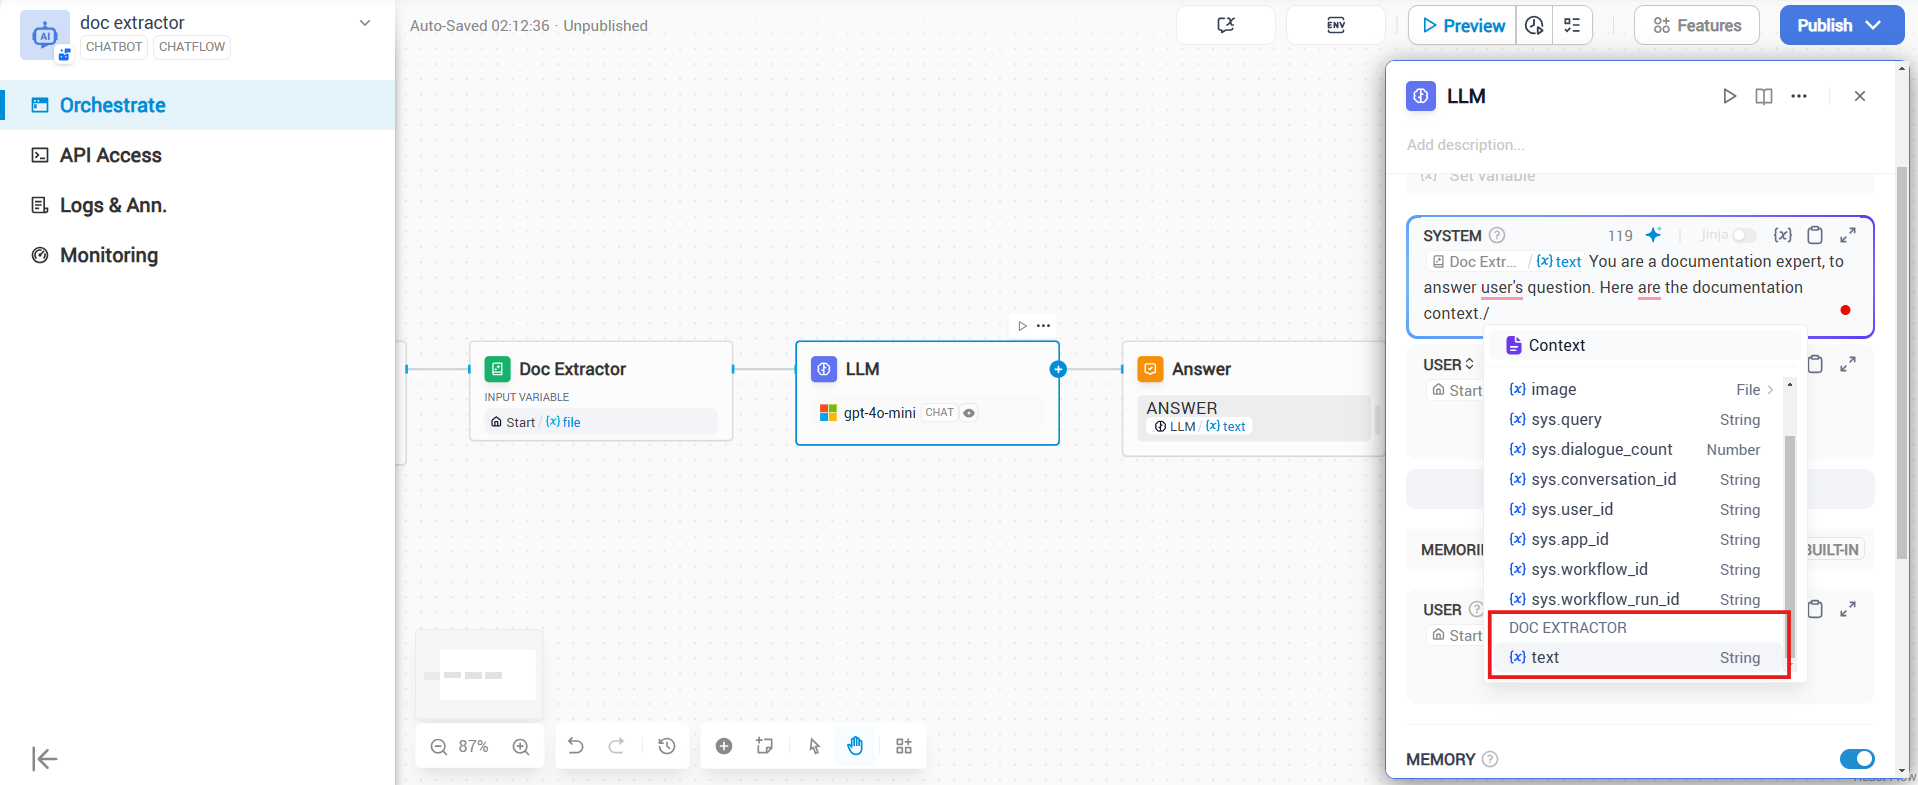 doc extractor
CHATBOT CHATFLOW
Orchestrate
API Access
Logs & Ann.
Monitoring
Auto-Saved 02:12:36 · Unpublished
ENV
Preview
Features
Publish
Doc Extractor
INPUT VARIABLE
Start / {x} file
LLM
gpt-4o-mini CHAT
Answer
ANSWER
LLM / {x} text
87%
LLM
Add description...
{x} Set variable
SYSTEM ? 119 Jinja {x}
Doc Extr... / {x} text You are a documentation expert, to
answer user's question. Here are the documentation
context./
Context
USER
Start
{x} image File
{x} sys.query String
{x} sys.dialogue_count Number
{x} sys.conversation_id String
{x} sys.user_id String
{x} sys.app_id String
MEMORI
BUILT-IN
{x} sys.workflow_id String
{x} sys.workflow_run_id String
USER ?
Start
DOC EXTRACTOR
{x} text String
MEMORY ?
React Flow